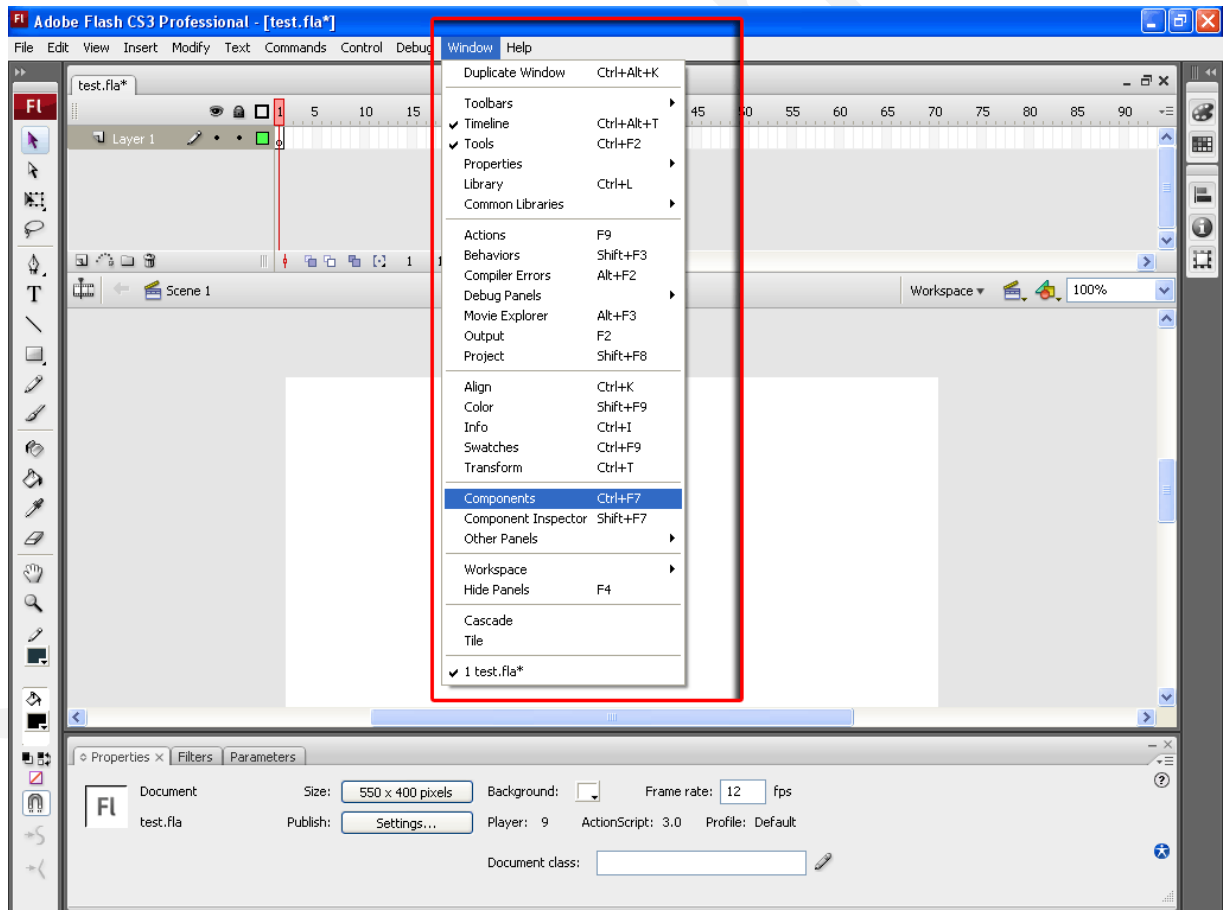 Fl Adobe Flash CS3 Professional - [test.fla*]
File Edit View Insert Modify Text Commands Control Debug Window Help
test.fla*
Fl
1 5 10 15 45 50 55 60 65 70 75 80 85 90
Layer 1
1
Scene 1
Workspace 100%
T
Duplicate Window Ctrl+Alt+K
Toolbars
Timeline Ctrl+Alt+T
Tools Ctrl+F2
Properties
Library Ctrl+L
Common Libraries
Actions F9
Behaviors Shift+F3
Compiler Errors Alt+F2
Debug Panels
Movie Explorer Alt+F3
Output F2
Project Shift+F8
Align Ctrl+K
Color Shift+F9
Info Ctrl+I
Swatches Ctrl+F9
Transform Ctrl+T
Components Ctrl+F7
Component Inspector Shift+F7
Other Panels
Workspace
Hide Panels F4
Cascade
Tile
1 test.fla*
Properties × Filters Parameters
Fl
Document Size: 550 x 400 pixels Background: Frame rate: 12 fps
test.fla Publish: Settings... Player: 9 ActionScript: 3.0 Profile: Default
Document class: